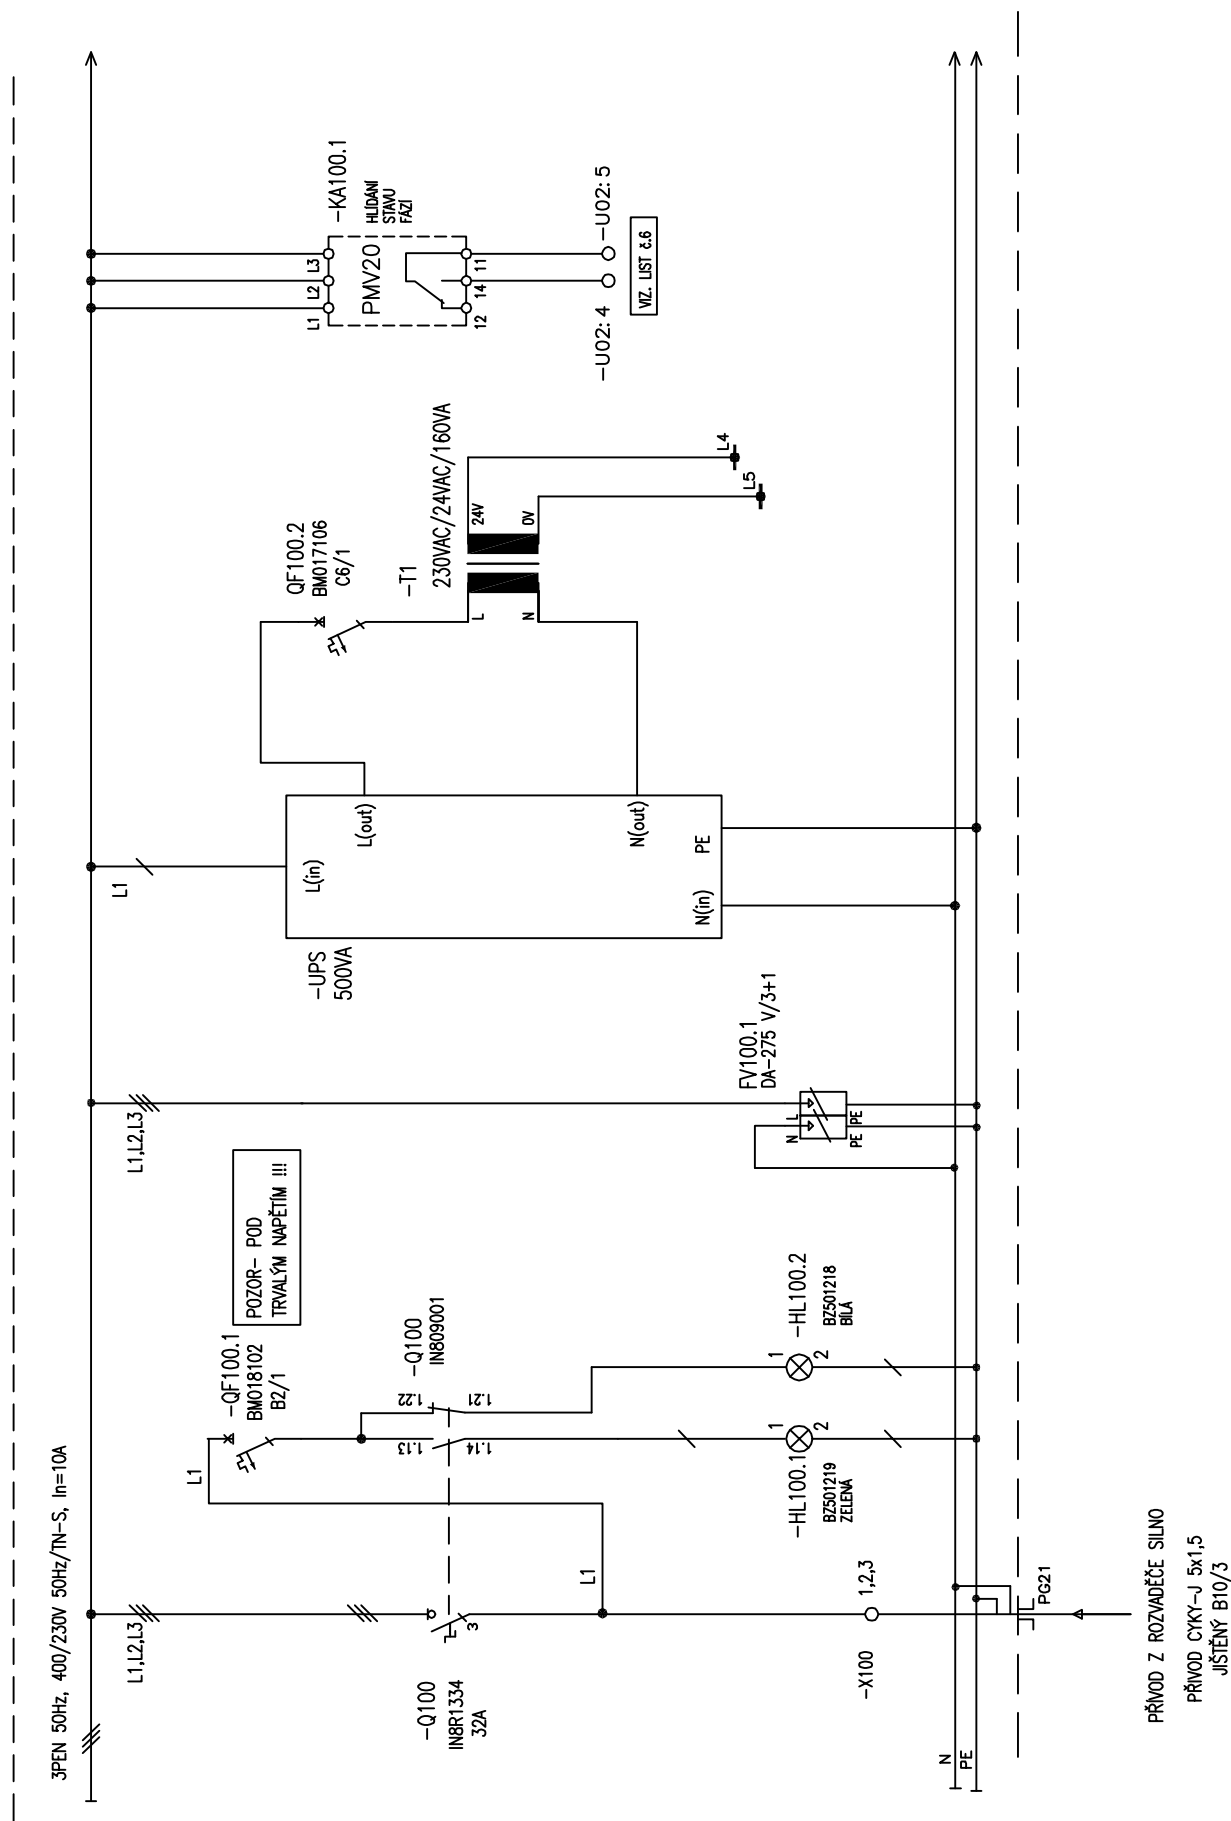 3PEN 50Hz, 400/230V 50Hz/TN-S, In=10A
L1,L2,L3
-Q100
IN8R1334
32A
3
L1
-X100
1,2,3
N
PE
PG21
PŘÍVOD Z ROZVADĚČE SILNO
PŘÍVOD CYKY-J 5x1,5
JIŠTĚNÝ B10/3
L1
-QF100.1
BM018102
B2/1
POZOR- POD
TRVALÝM NAPĚTÍM !!!
-Q100
IN809001
1.13
1.14
1.22
1.21
-HL100.1
BZ501219
ZELENÁ
1
2
-HL100.2
BZ501218
BÍLÁ
1
2
L1,L2,L3
FV100.1
DA-275 V/3+1
N
L
PE
PE
L1
-UPS
500VA
L(in)
L(out)
N(in)
PE
N(out)
QF100.2
BM017106
C6/1
-T1
230VAC/24VAC/160VA
L
N
24V
0V
L5
L4
L1
L2
L3
PMV20
-KA100.1
HLÍDÁNÍ
STAVU
FÁZÍ
12
14
11
-U02:4
-U02:5
VIZ. LIST č.6